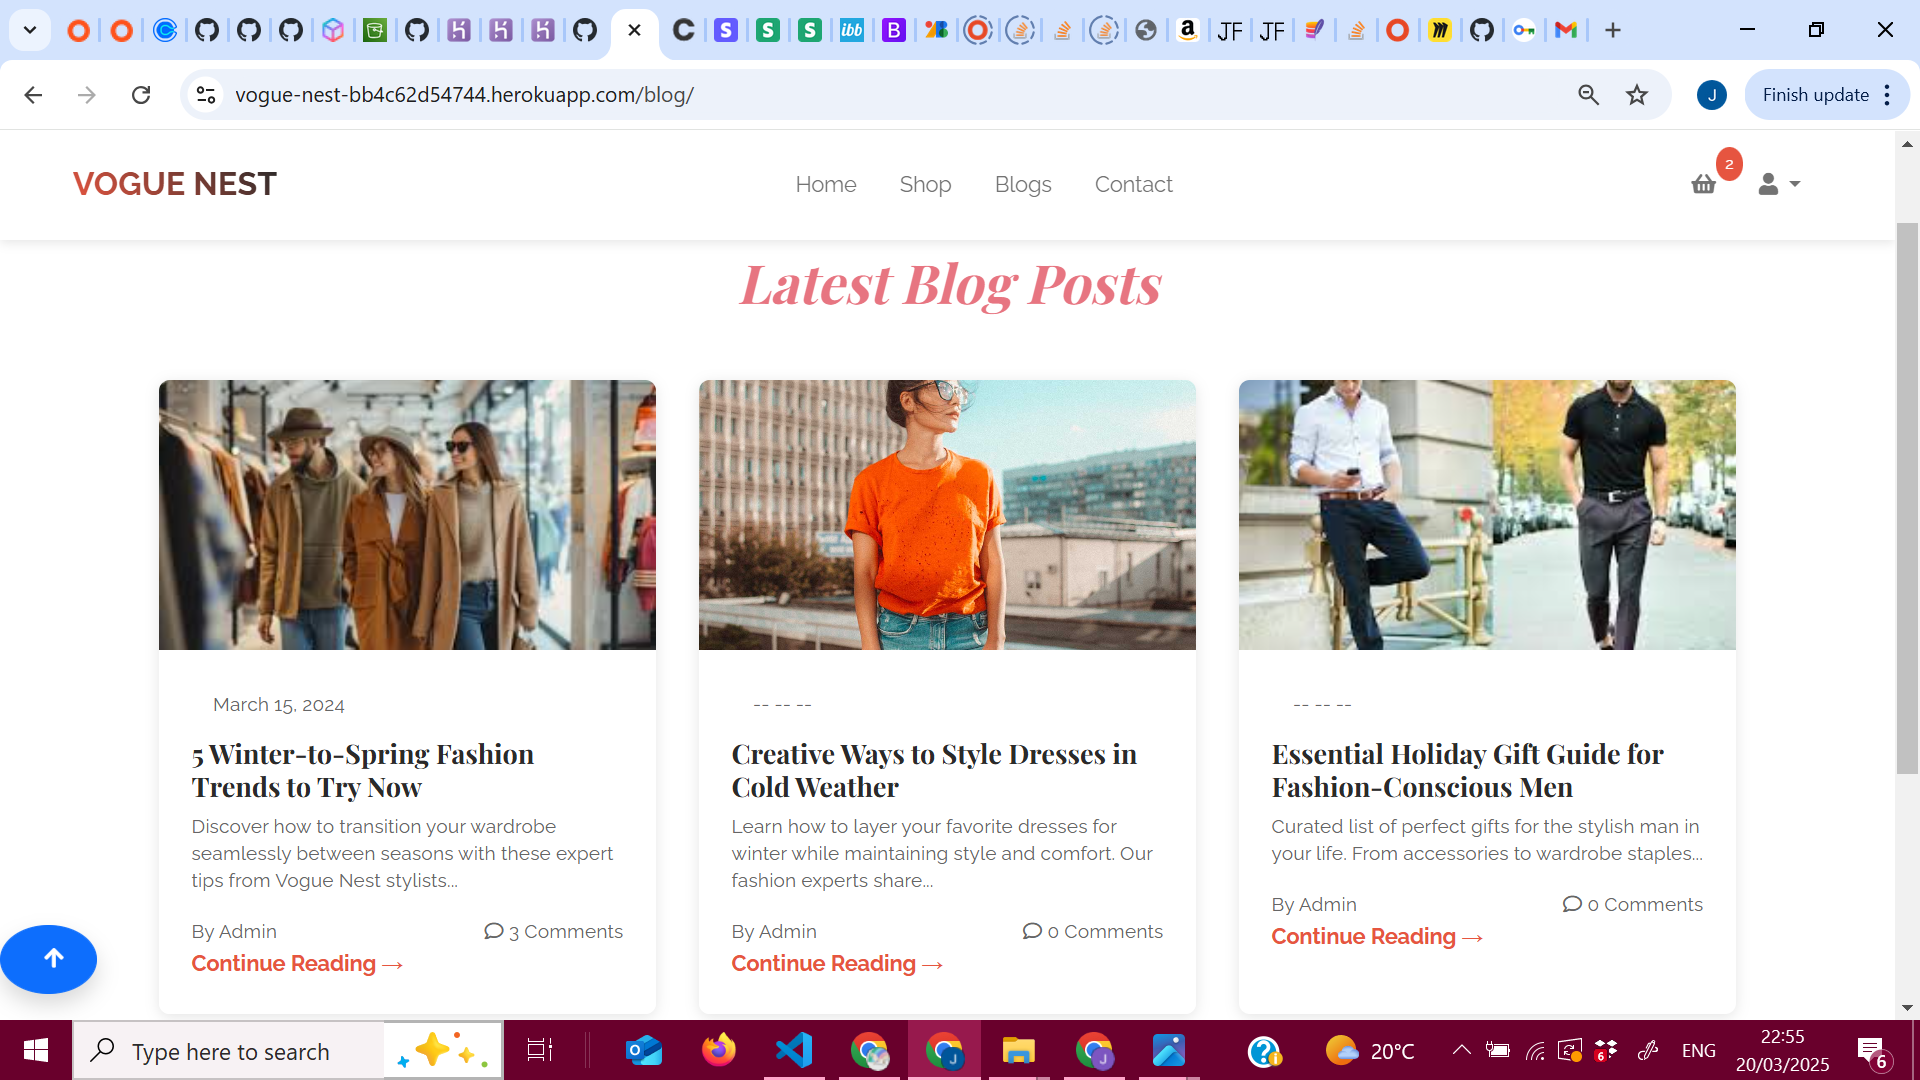 vogue-nest-bb4c62d54744.herokuapp.com/blog/
J
Finish update
VOGUE NEST
Home
Shop
Blogs
Contact
2
Latest Blog Posts
March 15, 2024
5 Winter-to-Spring Fashion
Trends to Try Now
Discover how to transition your wardrobe
seamlessly between seasons with these expert
tips from Vogue Nest stylists...
By Admin
3 Comments
Continue Reading →
-- -- --
Creative Ways to Style Dresses in
Cold Weather
Learn how to layer your favorite dresses for
winter while maintaining style and comfort. Our
fashion experts share...
By Admin
0 Comments
Continue Reading →
-- -- --
Essential Holiday Gift Guide for
Fashion-Conscious Men
Curated list of perfect gifts for the stylish man in
your life. From accessories to wardrobe staples...
By Admin
0 Comments
Continue Reading →
Type here to search
20°C
ENG
22:55
20/03/2025
6